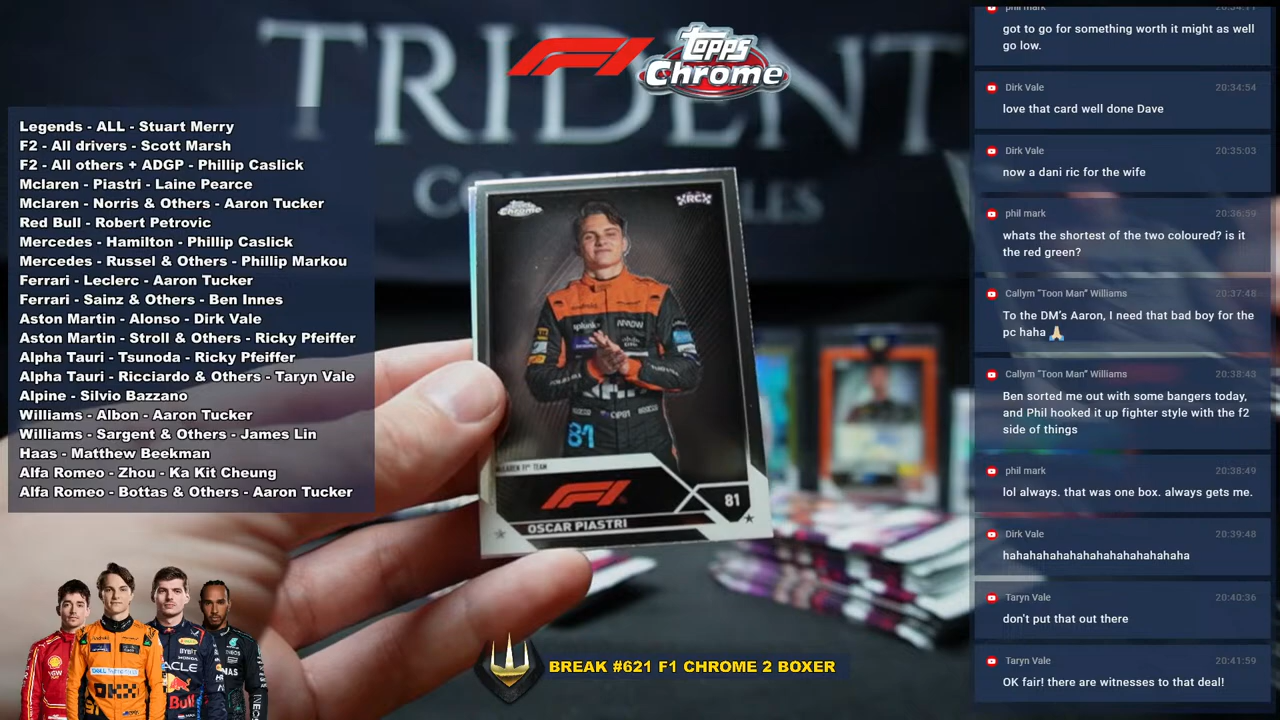 TRIDENT
F1 TOPPS Chrome
Legends - ALL - Stuart Merry
F2 - All drivers - Scott Marsh
F2 - All others + ADGP - Phillip Caslick
Mclaren - Piastri - Laine Pearce
Mclaren - Norris & Others - Aaron Tucker
Red Bull - Robert Petrovic
Mercedes - Hamilton - Phillip Caslick
Mercedes - Russel & Others - Phillip Markou
Ferrari - Leclerc - Aaron Tucker
Ferrari - Sainz & Others - Ben Innes
Aston Martin - Alonso - Dirk Vale
Aston Martin - Stroll & Others - Ricky Pfeiffer
Alpha Tauri - Tsunoda - Ricky Pfeiffer
Alpha Tauri - Ricciardo & Others - Taryn Vale
Alpine - Silvio Bazzano
Williams - Albon - Aaron Tucker
Williams - Sargent & Others - James Lin
Haas - Matthew Beekman
Alfa Romeo - Zhou - Ka Kit Cheung
Alfa Romeo - Bottas & Others - Aaron Tucker
Chrome
RC
splunk>
81
McLAREN F1 TEAM
F1
81
OSCAR PIASTRI
BREAK #621 F1 CHROME 2 BOXER
phil mark 20:34:11
got to go for something worth it might as well
go low.
Dirk Vale 20:34:54
love that card well done Dave
Dirk Vale 20:35:03
now a dani ric for the wife
phil mark 20:36:59
whats the shortest of the two coloured? is it
the red green?
Callym "Toon Man" Williams 20:37:48
To the DM's Aaron, I need that bad boy for the
pc haha 🙏🏻
Callym "Toon Man" Williams 20:38:43
Ben sorted me out with some bangers today,
and Phil hooked it up fighter style with the f2
side of things
phil mark 20:38:49
lol always. that was one box. always gets me.
Dirk Vale 20:39:48
hahahahahahahahahahahahaha
Taryn Vale 20:40:36
don't put that out there
Taryn Vale 20:41:59
OK fair! there are witnesses to that deal!